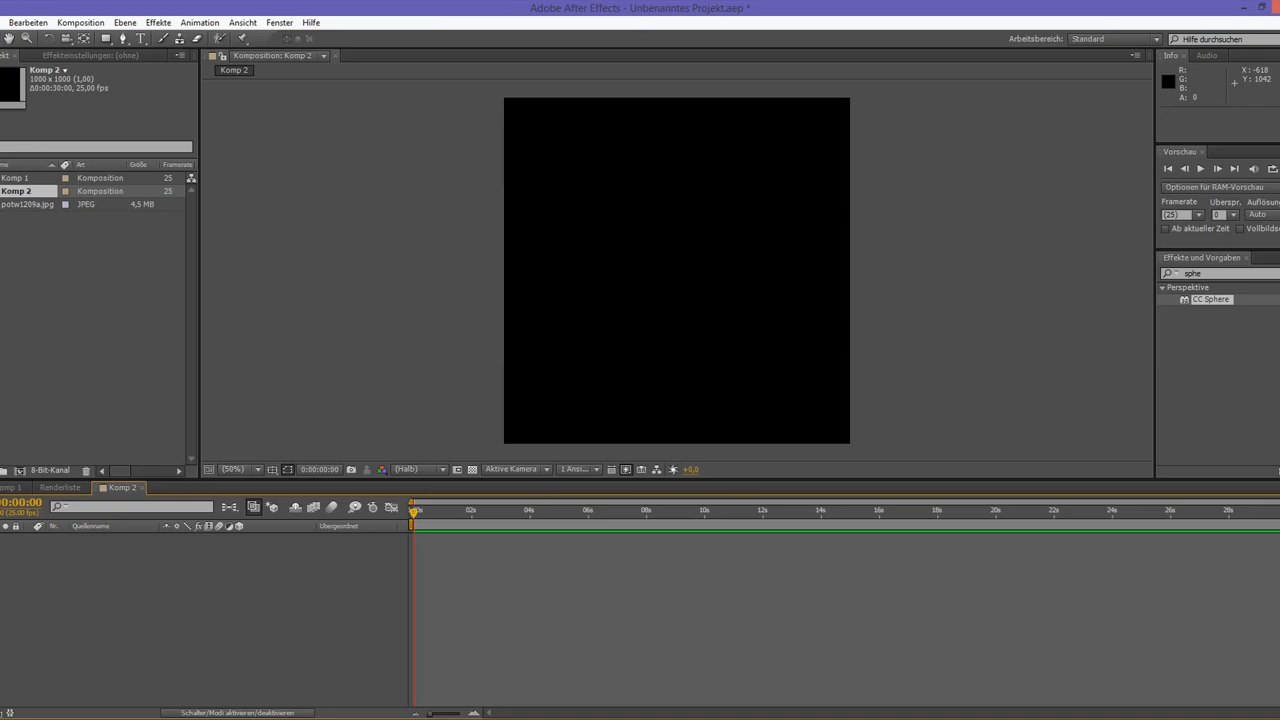 Adobe After Effects - Unbenanntes Projekt.aep *
Bearbeiten Komposition Ebene Effekte Animation Ansicht Fenster Hilfe
Arbeitsbereich: Standard Hilfe durchsuchen
Effekteinstellungen: (ohne) Komposition: Komp 2 Info Audio
Komp 2
Komp 2
1000 x 1000 (1,00)
Δ0:00:30:00, 25,00 fps
R:
G:
B:
A: 0
X: -618
Y: 1042
Vorschau
Art Größe Framerate
Komp 1 Komposition 25
Komp 2 Komposition 25
potw1209a.jpg JPEG 4,5 MB
Optionen für RAM-Vorschau
Framerate Überspr. Auflösung
(25) 0 Auto
Ab aktueller Zeit
Effekte und Vorgaben
sphe
Perspektive
CC Sphere
8-Bit-Kanal (50%) 0:00:00:00 (Halb) Aktive Kamera 1 Ansi... +0,0
Renderliste Komp 2
00:00:00
(25.00 fps)
Nr. Quellenname fx Übergeordnet
02s 04s 06s 08s 10s 12s 14s 16s 18s 20s 22s 24s 26s 28s
Schalter/Modi aktivieren/deaktivieren